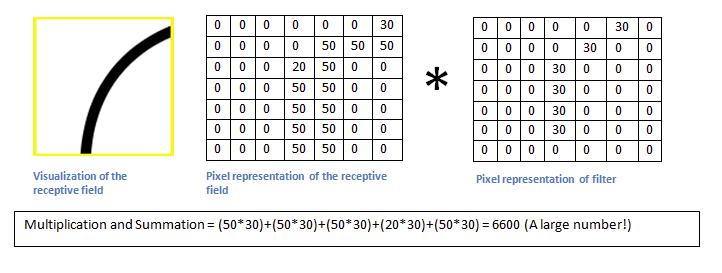 0 0 0 0 0 0 30
0 0 0 0 50 50 50
0 0 0 20 50 0 0
0 0 0 50 50 0 0
0 0 0 50 50 0 0
0 0 0 50 50 0 0
0 0 0 50 50 0 0
*
0 0 0 0 0 30 0
0 0 0 0 30 0 0
0 0 0 30 0 0 0
0 0 0 30 0 0 0
0 0 0 30 0 0 0
0 0 0 30 0 0 0
0 0 0 0 0 0 0
Visualization of the
receptive field
Pixel representation of the receptive
field
Pixel representation of filter
Multiplication and Summation = (50*30)+(50*30)+(50*30)+(20*30)+(50*30) = 6600 (A large number!)